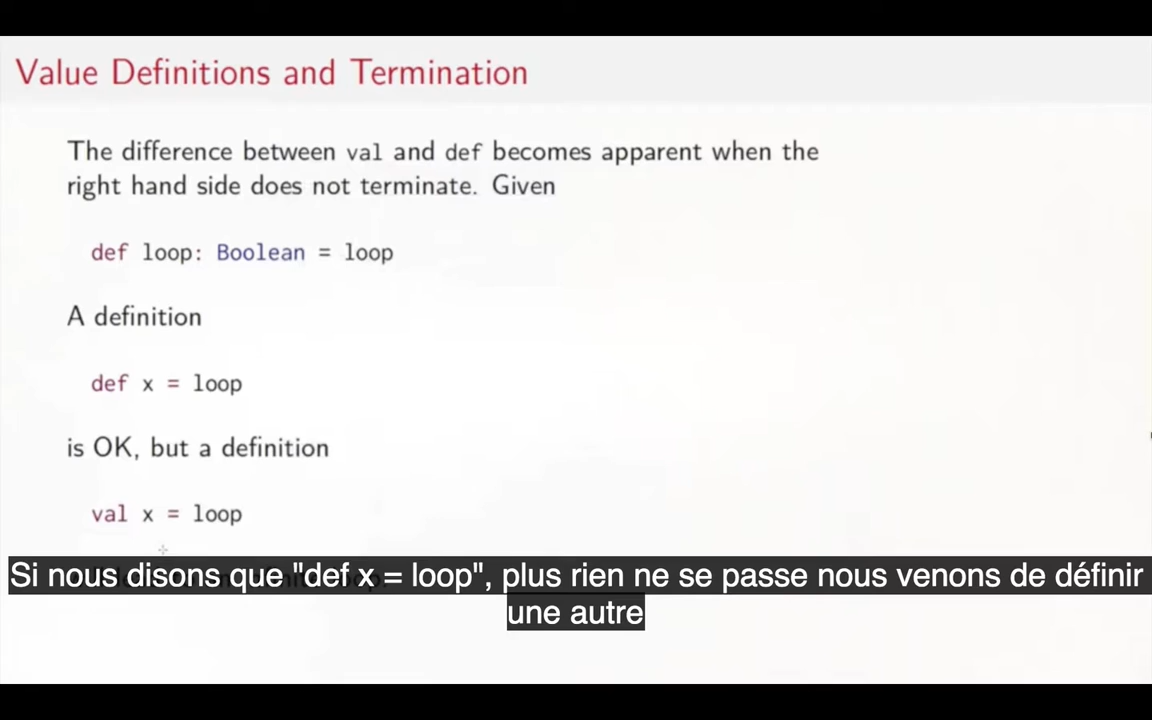 Value Definitions and Termination
The difference between val and def becomes apparent when the
right hand side does not terminate. Given
def loop: Boolean = loop
A definition
def x = loop
is OK, but a definition
val x = loop
Si nous disons que "def x = loop", plus rien ne se passe nous venons de définir
une autre